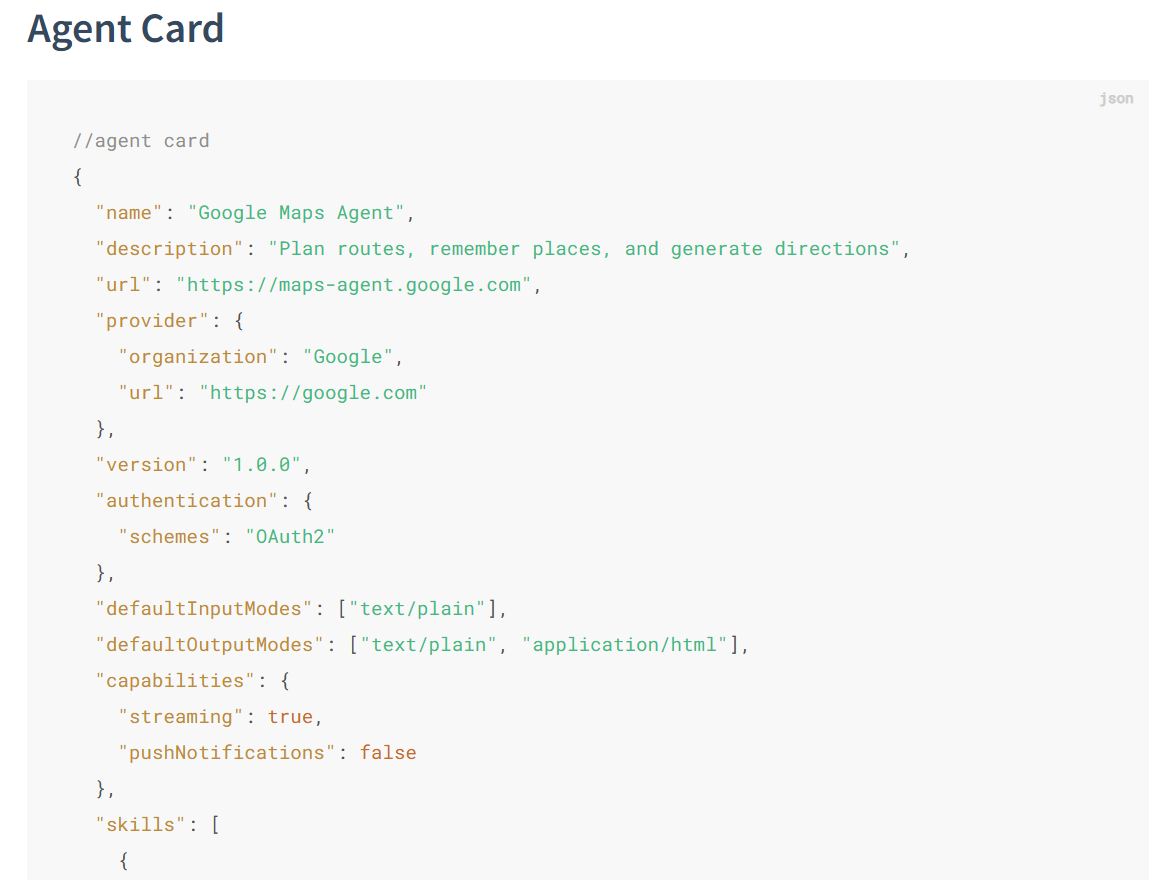 Agent Card
json
//agent card
{
"name": "Google Maps Agent",
"description": "Plan routes, remember places, and generate directions",
"url": "https://maps-agent.google.com",
"provider": {
"organization": "Google",
"url": "https://google.com"
},
"version": "1.0.0",
"authentication": {
"schemes": "OAuth2"
},
"defaultInputModes": ["text/plain"],
"defaultOutputModes": ["text/plain", "application/html"],
"capabilities": {
"streaming": true,
"pushNotifications": false
},
"skills": [
{